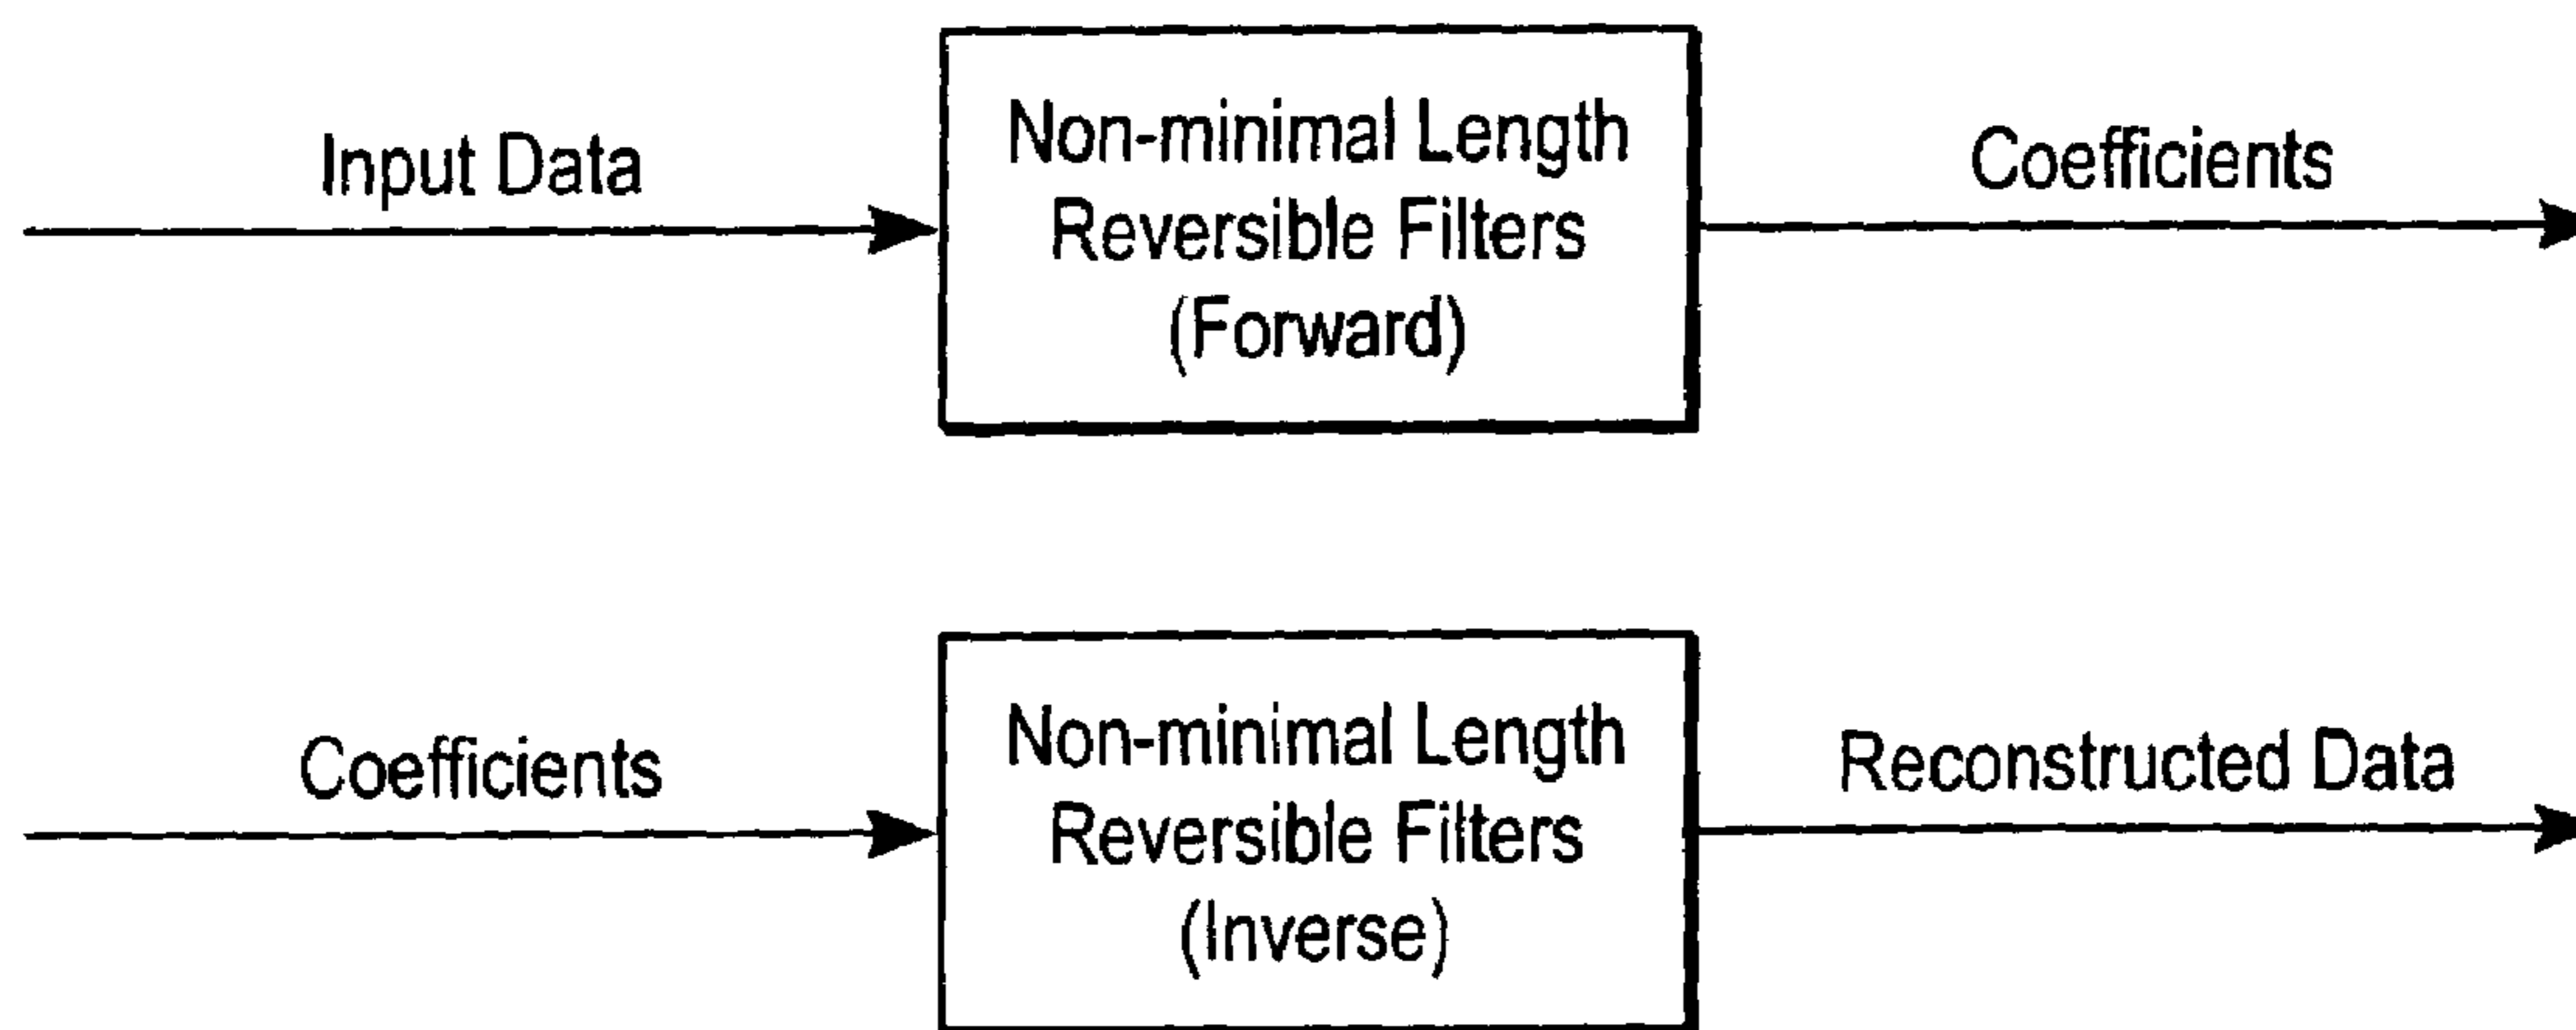 Input Data
Non-minimal Length
Reversible Filters
(Forward)
Coefficients
Coefficients
Non-minimal Length
Reversible Filters
(Inverse)
Reconstructed Data